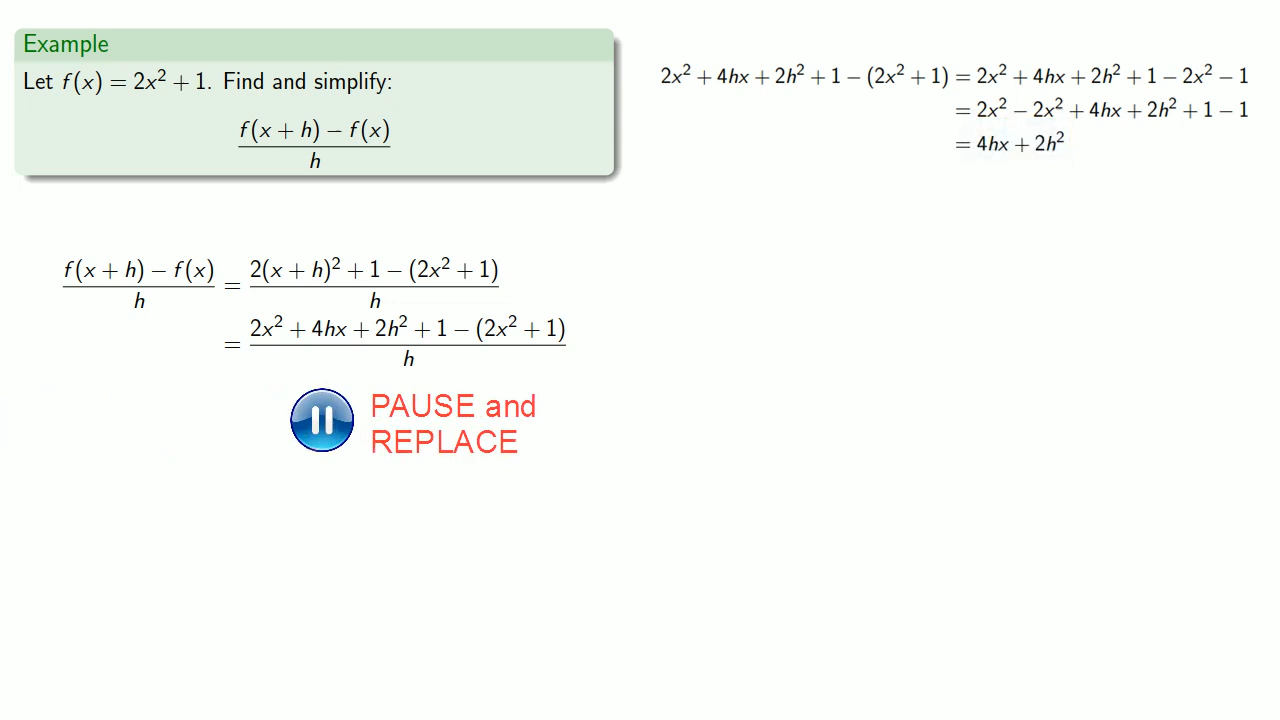 Example
Let f(x) = 2x² + 1. Find and simplify:
f(x + h) − f(x)
h
2x² + 4hx + 2h² + 1 − (2x² + 1) = 2x² + 4hx + 2h² + 1 − 2x² − 1
= 2x² − 2x² + 4hx + 2h² + 1 − 1
= 4hx + 2h²
f(x + h) − f(x) / h = 2(x + h)² + 1 − (2x² + 1) / h
= 2x² + 4hx + 2h² + 1 − (2x² + 1) / h
PAUSE and
REPLACE